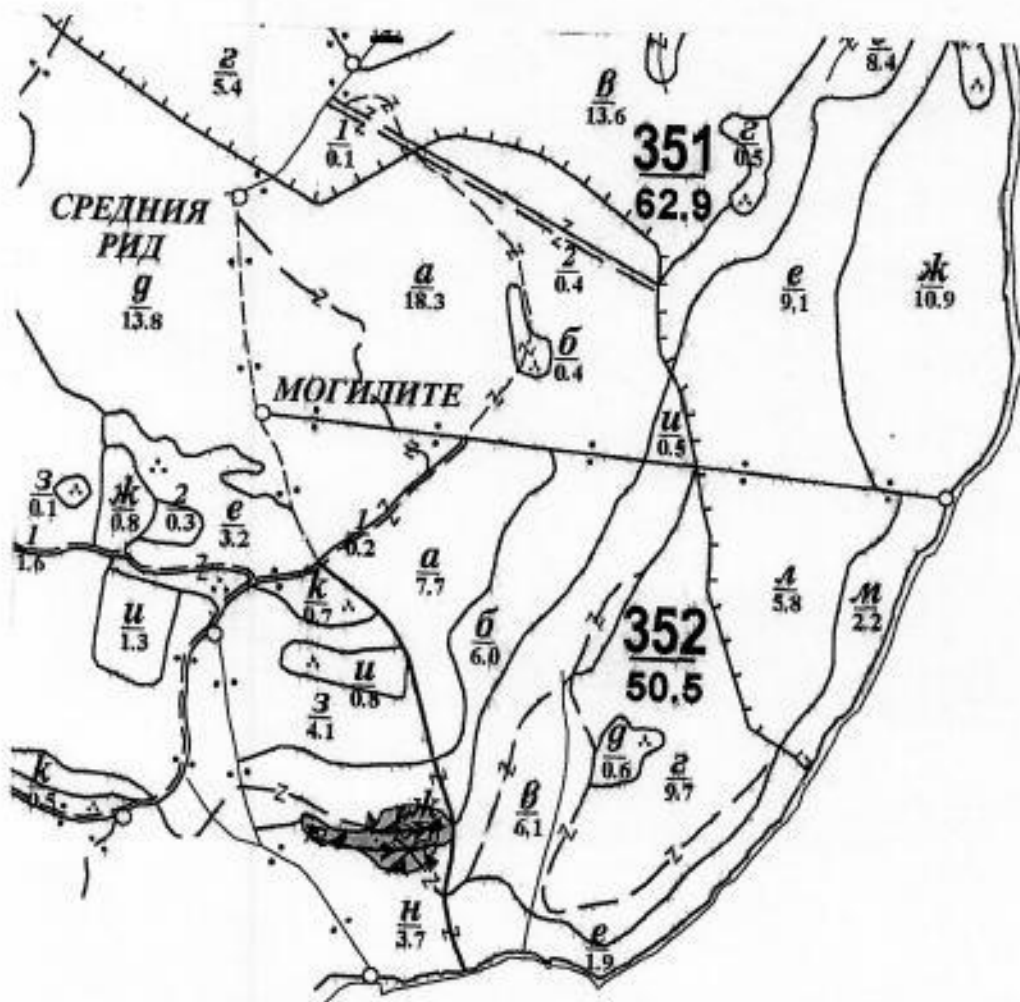 г
5.4
1
0.1
в
13.6
351
62.9
г
0.5
8.4
СРЕДНИЯ
РИД
д
13.8
а
18.3
2
0.4
б
0.4
е
9,1
ж
10.9
МОГИЛИТЕ
и
0.5
з
0.1
ж
0.8
2
0.3
е
3.2
1
1.6
1
0.2
к
0.7
и
1.3
а
7,7
б
6,0
352
50.5
л
5,8
м
2.2
и
0.8
з
4.1
д
0.6
г
9.7
к
0.5
ж
в
6,1
н
3.7
е
1.9